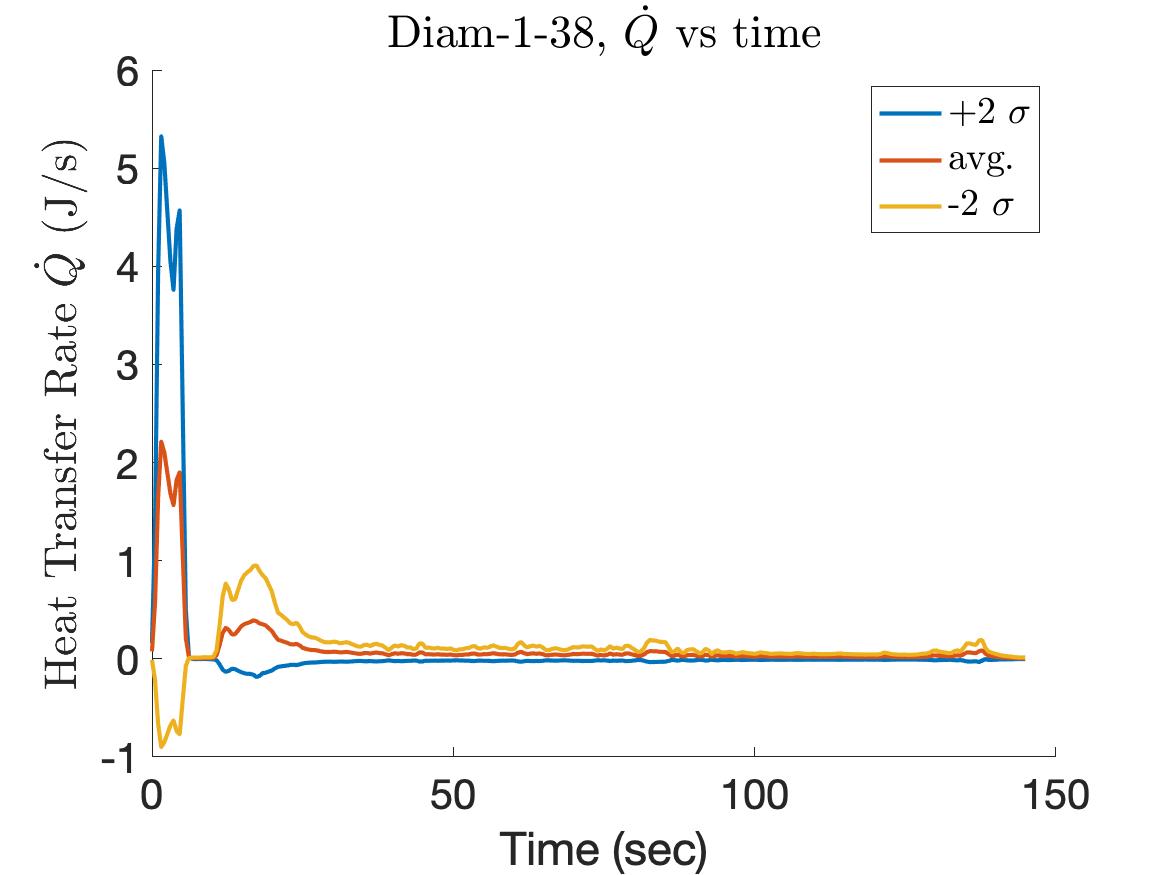 Diam-1-38, Q̇ vs time
Heat Transfer Rate Q̇ (J/s)
6
5
4
3
2
1
0
-1
+2 σ
avg.
-2 σ
0 50 100 150
Time (sec)